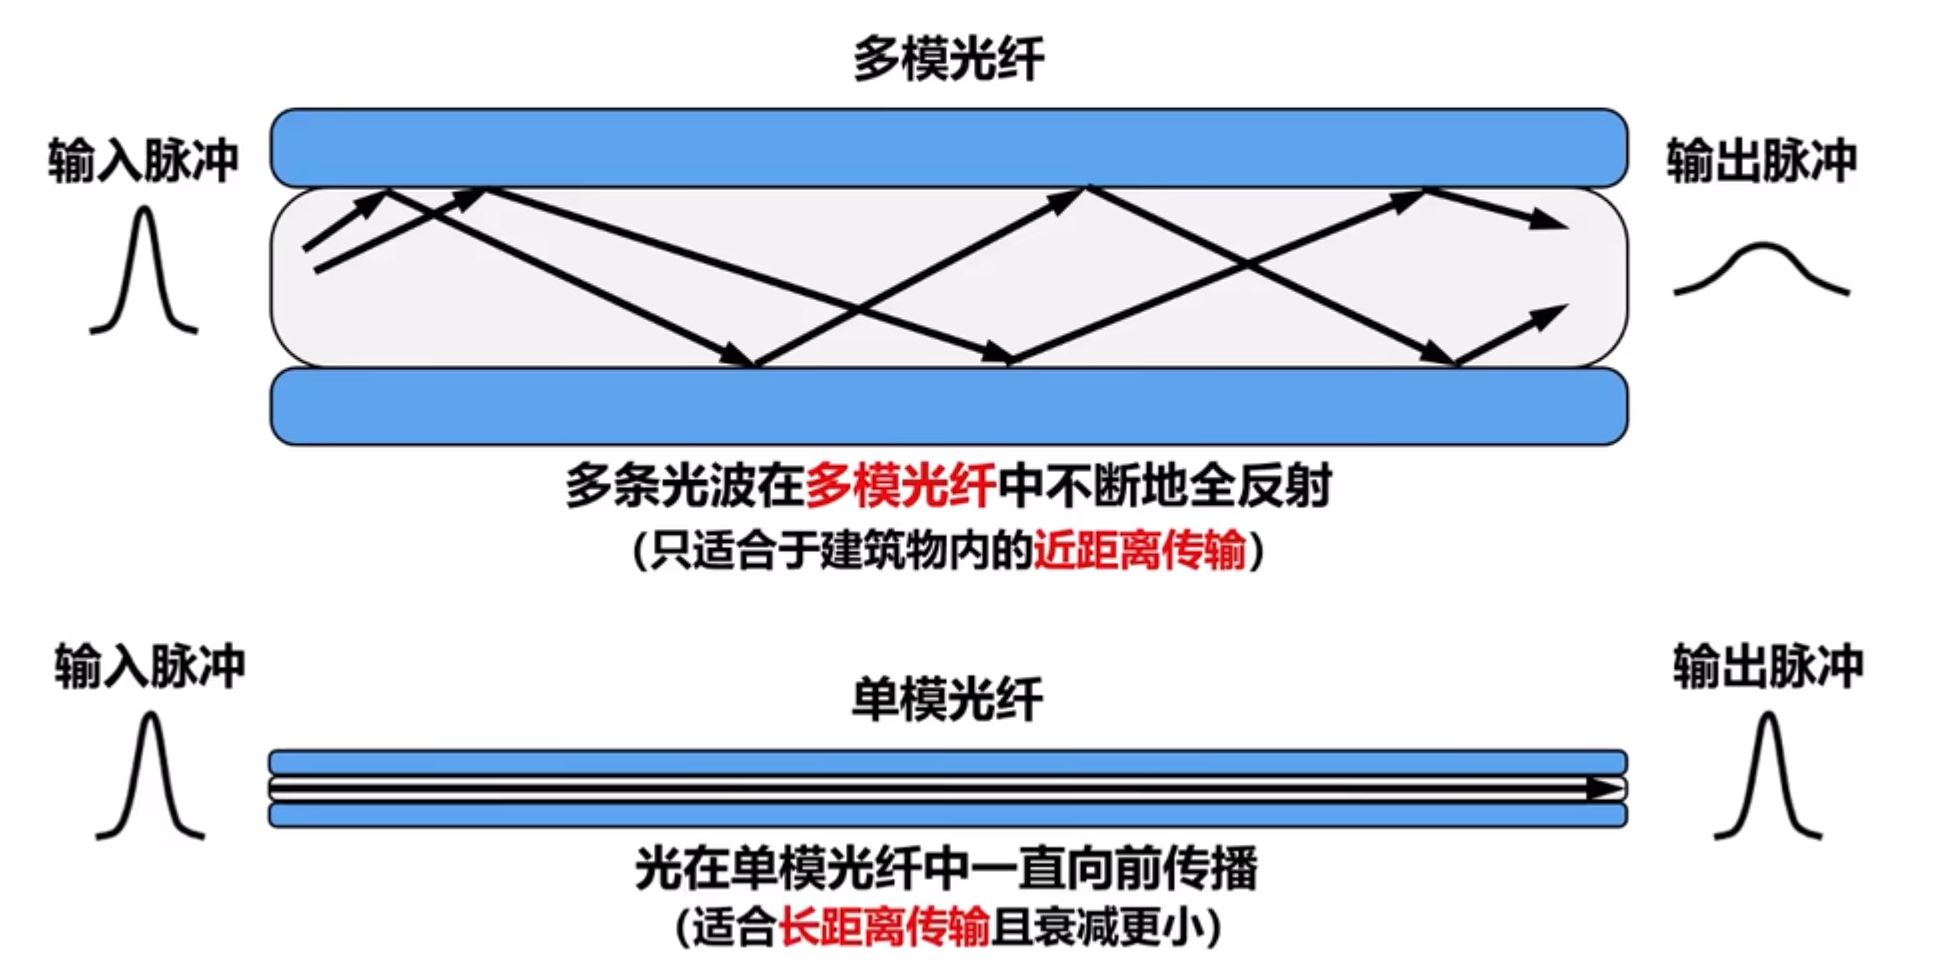 多模光纤
输入脉冲
输出脉冲
多条光波在多模光纤中不断地全反射
（只适合于建筑物内的近距离传输）
输入脉冲
输出脉冲
单模光纤
光在单模光纤中一直向前传播
（适合长距离传输且衰减更小）